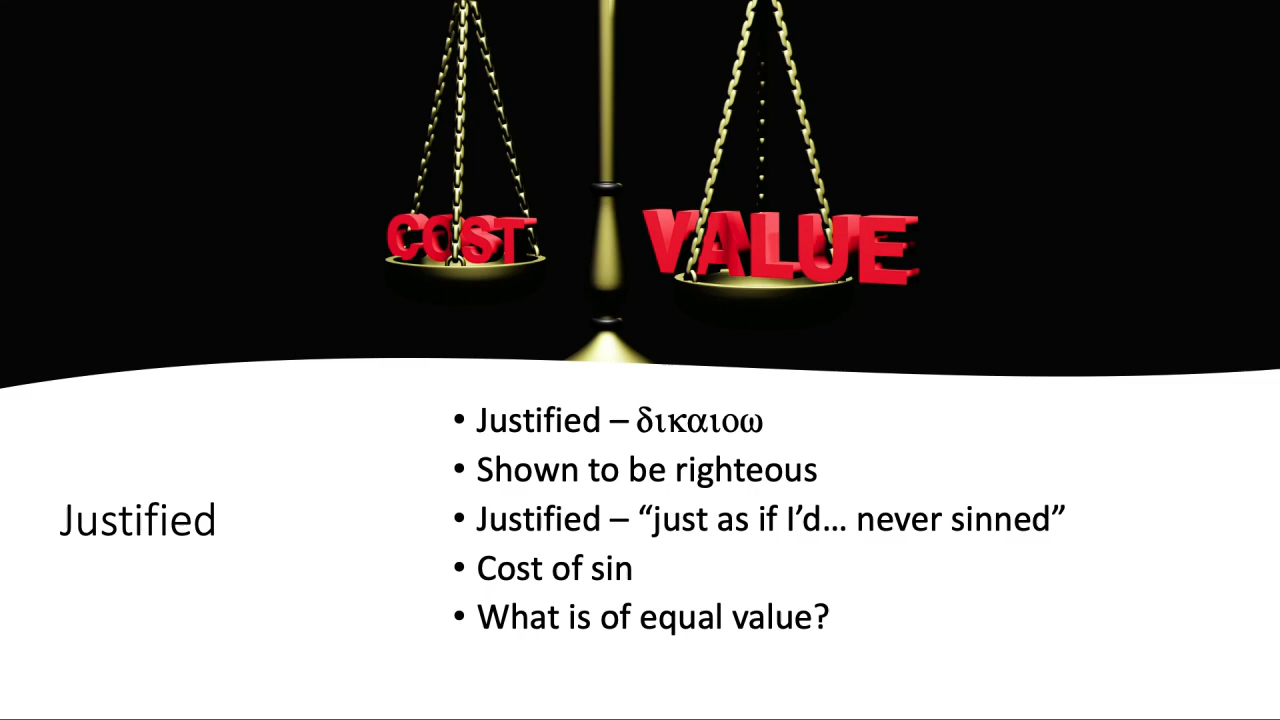 COST VALUE
Justified
• Justified – δικαιοω
• Shown to be righteous
• Justified – “just as if I’d... never sinned”
• Cost of sin
• What is of equal value?